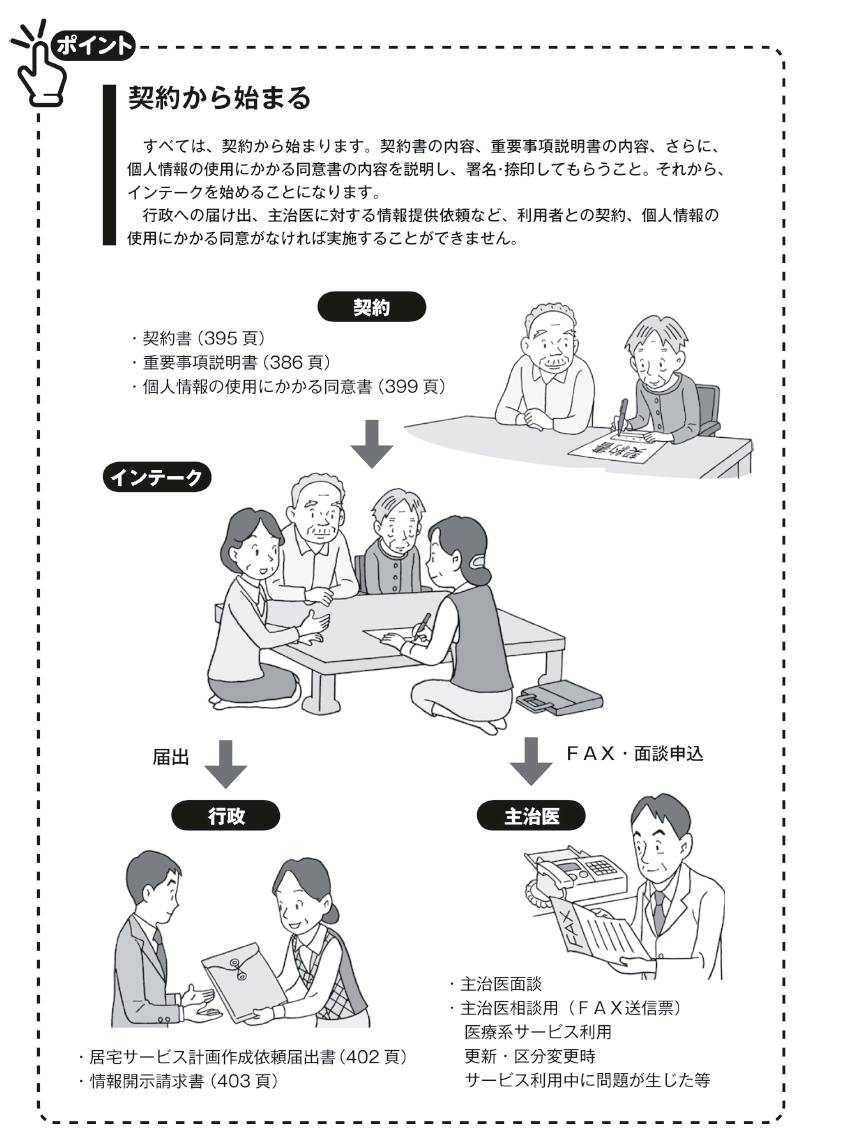 ポイント
契約から始まる
すべては、契約から始まります。契約書の内容、重要事項説明書の内容、さらに、
個人情報の使用にかかる同意書の内容を説明し、署名・捺印してもらうこと。それから、
インテークを始めることになります。
行政への届け出、主治医に対する情報提供依頼など、利用者との契約、個人情報の
使用にかかる同意がなければ実施することができません。
契約
・契約書（395 頁）
・重要事項説明書（386 頁）
・個人情報の使用にかかる同意書（399 頁）
契約書
インテーク
届出
ＦＡＸ・面談申込
行政
主治医
FAX
・居宅サービス計画作成依頼届出書（402 頁）
・情報開示請求書（403 頁）
・主治医面談
・主治医相談用（ＦＡＸ送信票）
医療系サービス利用
更新・区分変更時
サービス利用中に問題が生じた等